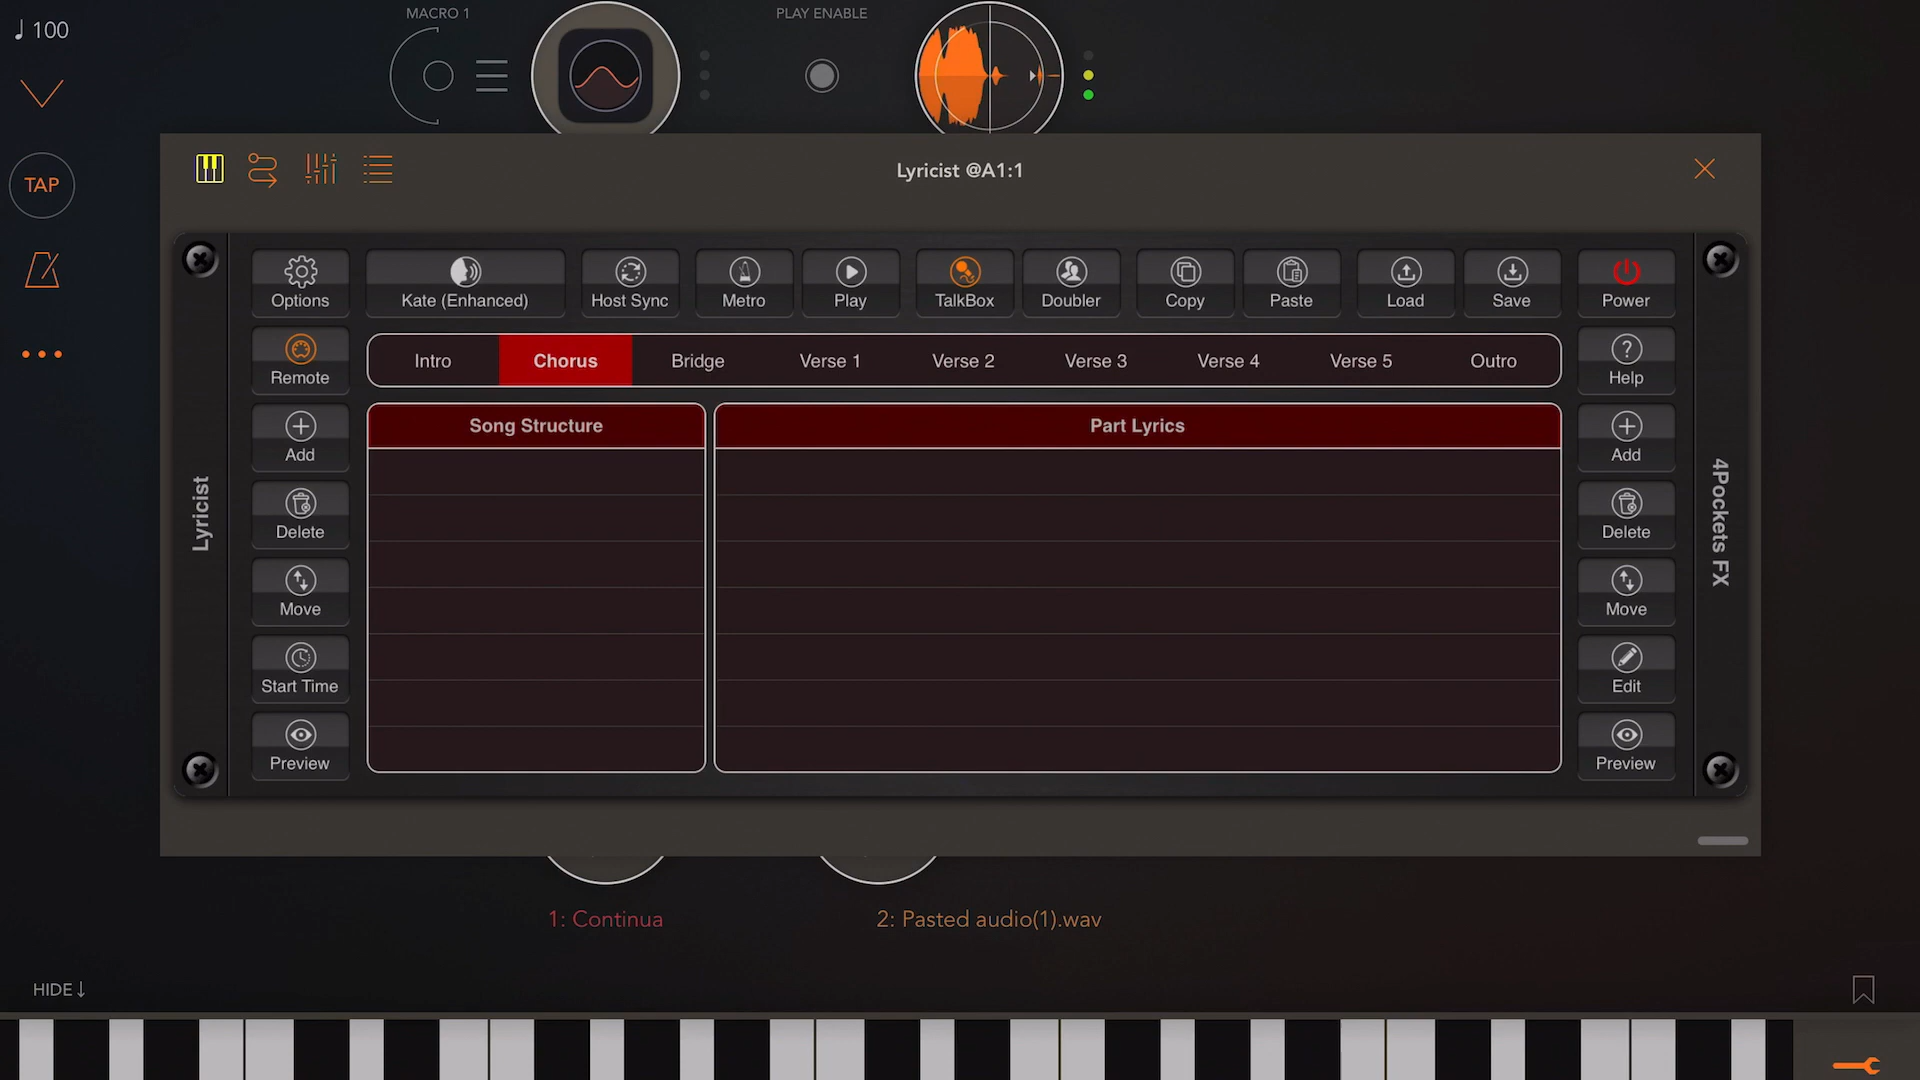 ♩ 100
MACRO 1
PLAY ENABLE
TAP
Lyricist @A1:1
Options
Kate (Enhanced)
Host Sync
Metro
Play
TalkBox
Doubler
Copy
Paste
Load
Save
Power
Remote
Intro
Chorus
Bridge
Verse 1
Verse 2
Verse 3
Verse 4
Verse 5
Outro
Help
Song Structure
Part Lyrics
Add
Add
Delete
Delete
Move
Move
Start Time
Edit
Preview
Preview
Lyricist
4Pockets FX
1: Continua
2: Pasted audio(1).wav
HIDE↓